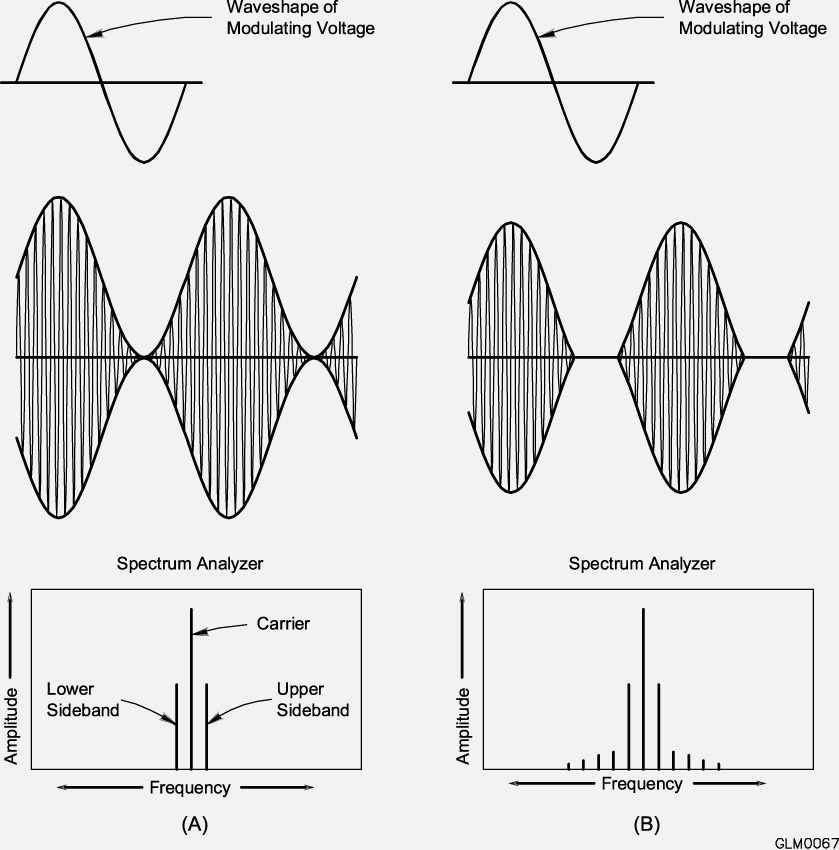 Waveshape of
Modulating Voltage
Waveshape of
Modulating Voltage
Spectrum Analyzer
Amplitude
Carrier
Lower
Sideband
Upper
Sideband
Frequency
(A)
Spectrum Analyzer
Amplitude
Frequency
(B)
GLM0067